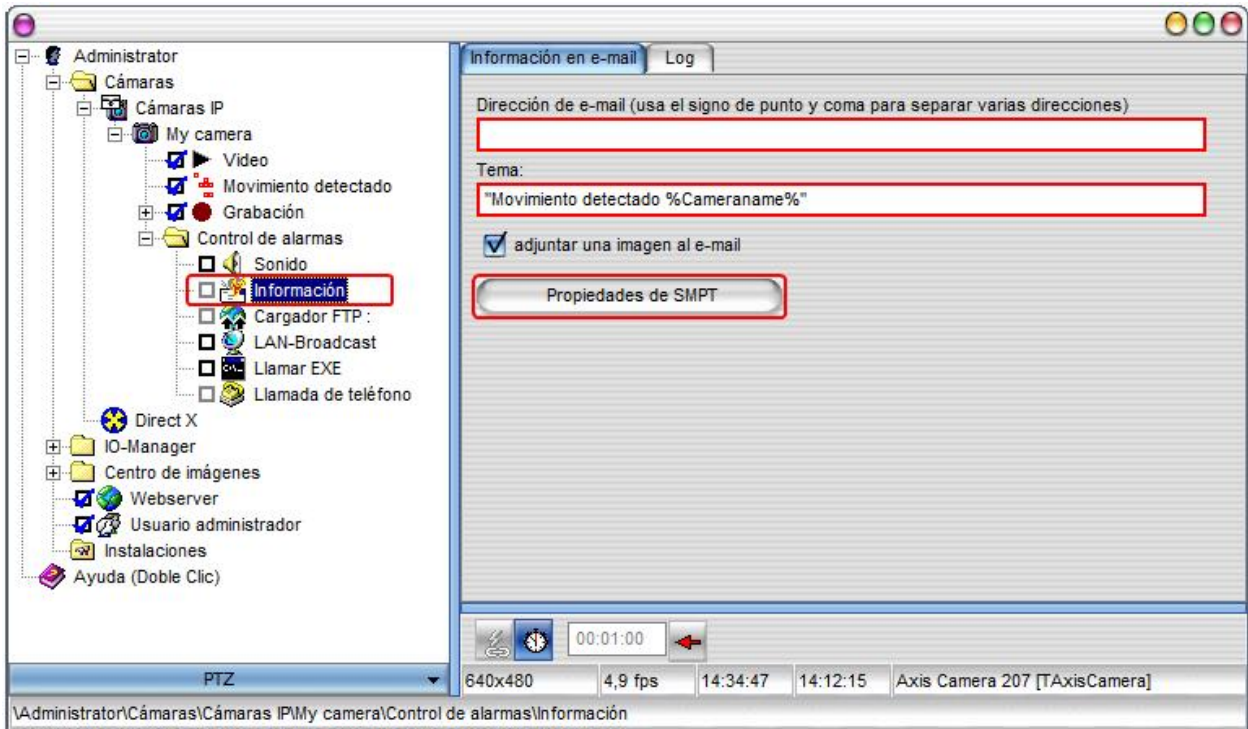 Administrator
Cámaras
Cámaras IP
My camera
Video
Movimiento detectado
Grabación
Control de alarmas
Sonido
Información
Cargador FTP :
LAN-Broadcast
Llamar EXE
Llamada de teléfono
Direct X
IO-Manager
Centro de imágenes
Webserver
Usuario administrador
Instalaciones
Ayuda (Doble Clic)
PTZ
Información en e-mail Log
Dirección de e-mail (usa el signo de punto y coma para separar varias direcciones)
Tema:
"Movimiento detectado %Cameraname%"
adjuntar una imagen al e-mail
Propiedades de SMPT
00:01:00
640x480 4,9 fps 14:34:47 14:12:15 Axis Camera 207 [TAxisCamera]
\Administrator\Cámaras\Cámaras IP\My camera\Control de alarmas\Información